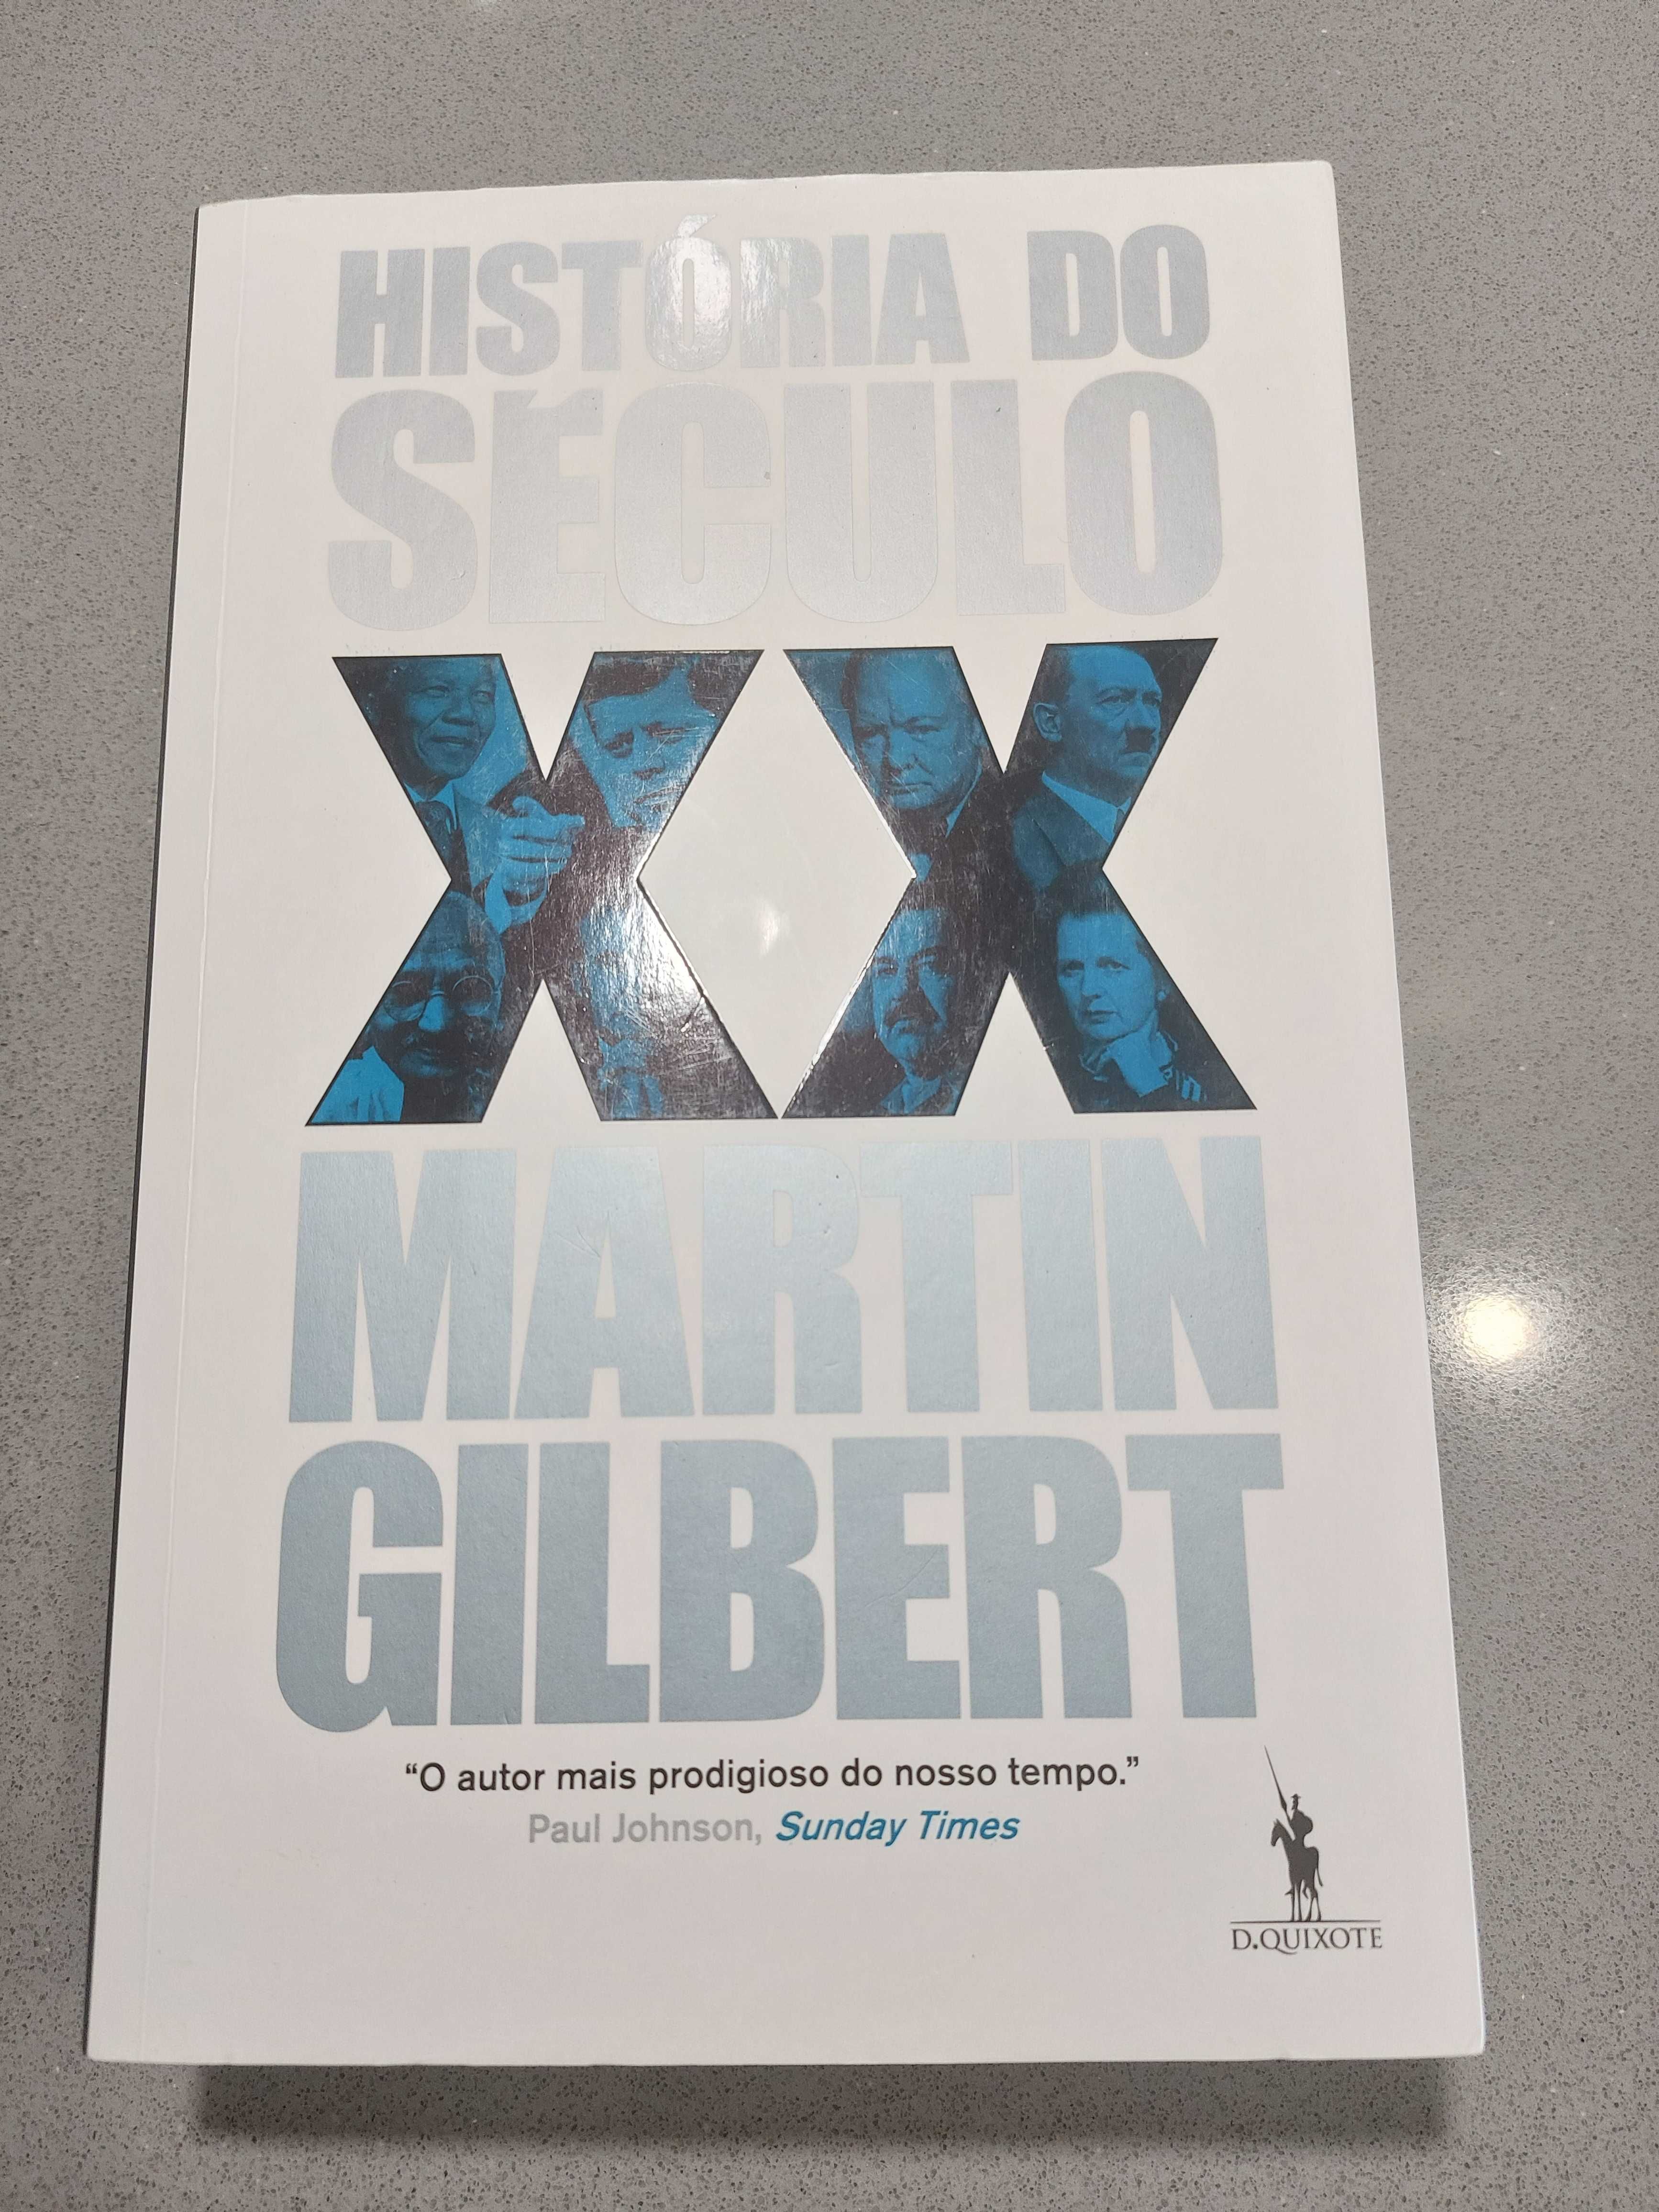 HISTÓRIA DO
SÉCULO
XX
MARTIN
GILBERT
“O autor mais prodigioso do nosso tempo.”
Paul Johnson, Sunday Times
D.QUIXOTE